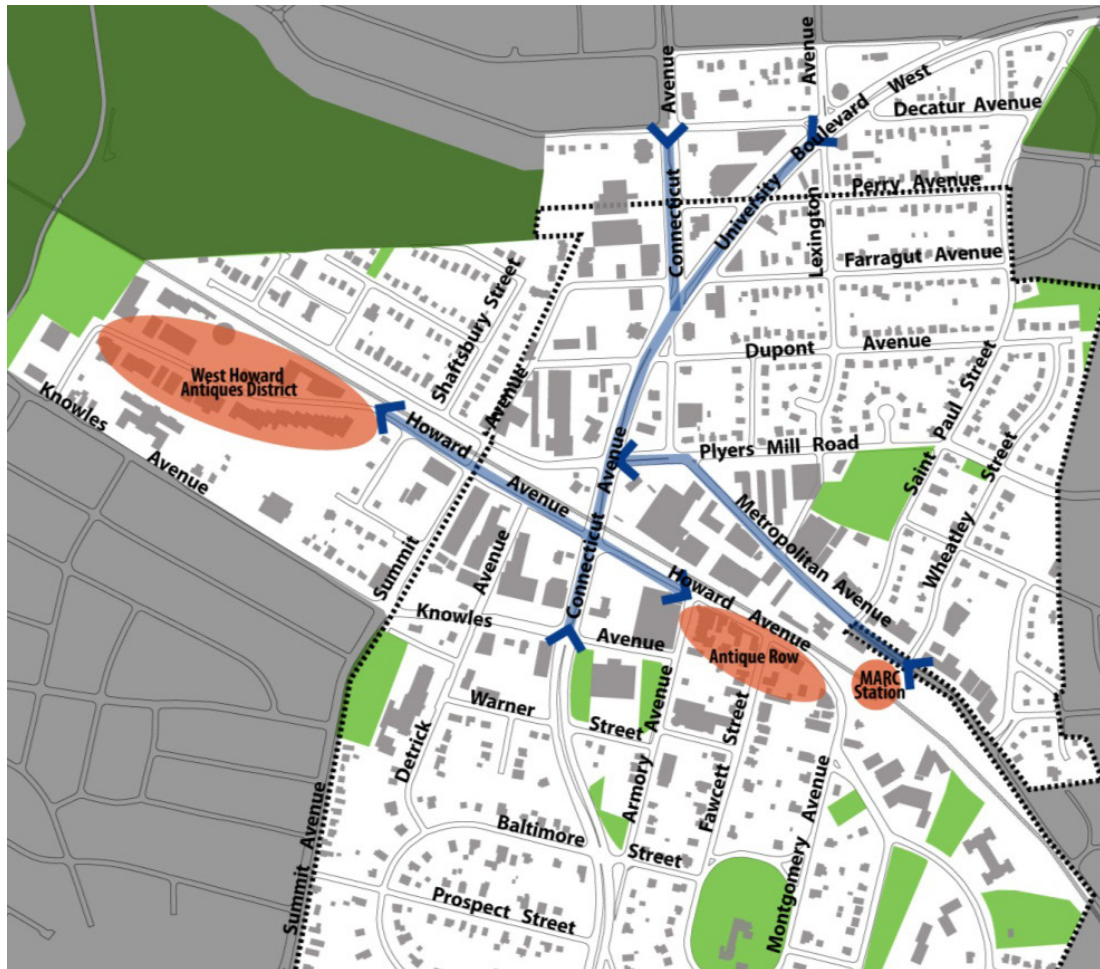 Avenue
Avenue
University Boulevard West
Decatur Avenue
Connecticut
Lexington
Perry Avenue
Farragut Avenue
Shaftsbury Street
Dupont Avenue
West Howard
Antiques District
Knowles Avenue
Howard Avenue
Summit Avenue
Connecticut Avenue
Plyers Mill Road
Saint Paul Street
Wheatley Street
Metropolitan Avenue
Avenue
Howard Avenue
Knowles Avenue
Antique Row
MARC
Station
Warner Street
Detrick
Armory Avenue
Fawcett Street
Montgomery Avenue
Baltimore Street
Summit Avenue
Prospect Street